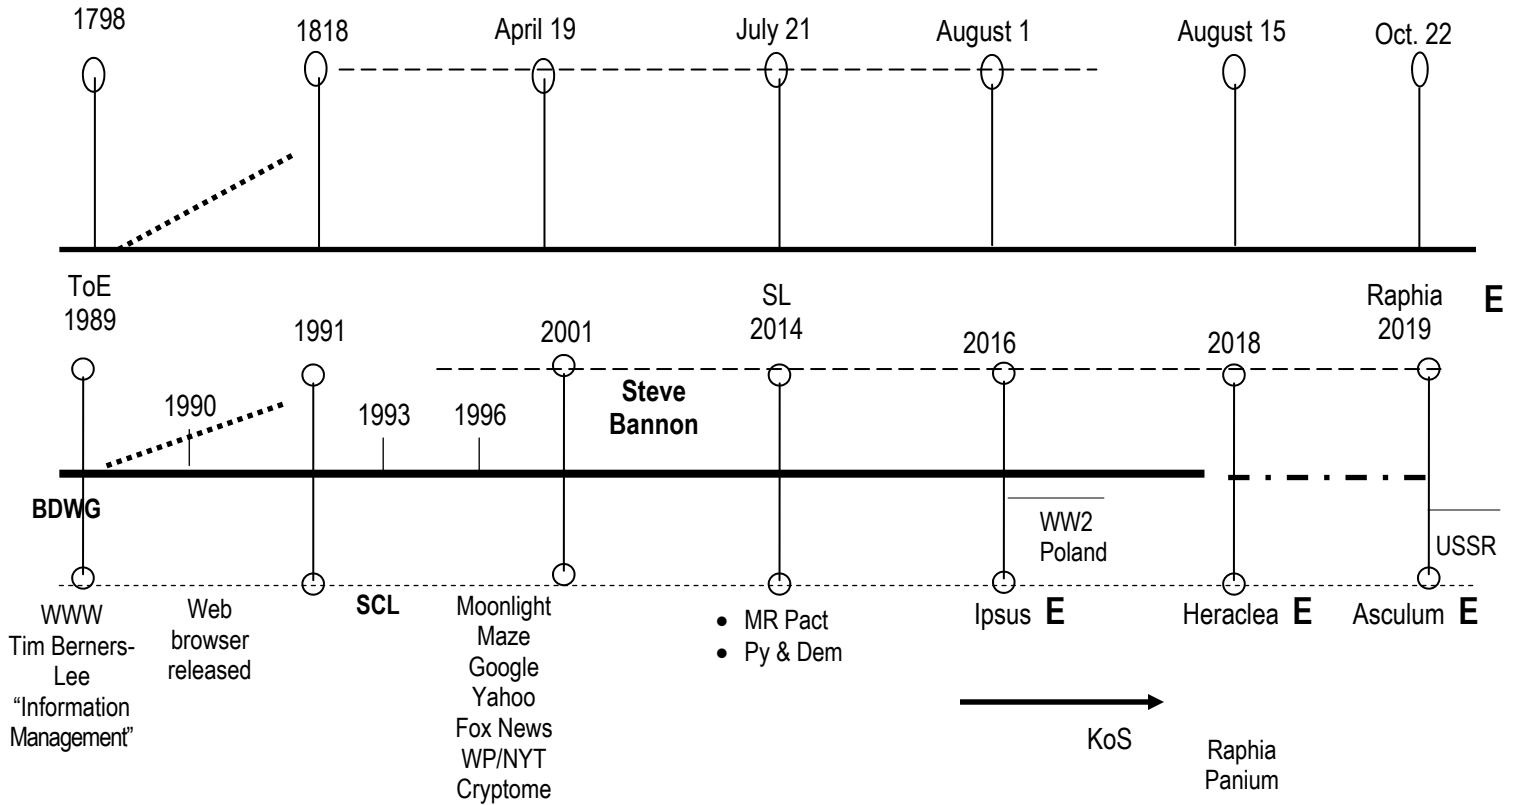 1798
1818
April 19
July 21
August 1
August 15
Oct. 22
ToE
1989
1991
2001
SL
2014
2016
2018
Raphia
2019
E
1990
1993
1996
Steve
Bannon
BDWG
WW2
Poland
USSR
WWW
Tim Berners-
Lee
“Information
Management”
Web
browser
released
SCL
Moonlight
Maze
Google
Yahoo
Fox News
WP/NYT
Cryptome
• MR Pact
• Py & Dem
Ipsus E
Heraclea E
Asculum E
KoS
Raphia
Panium